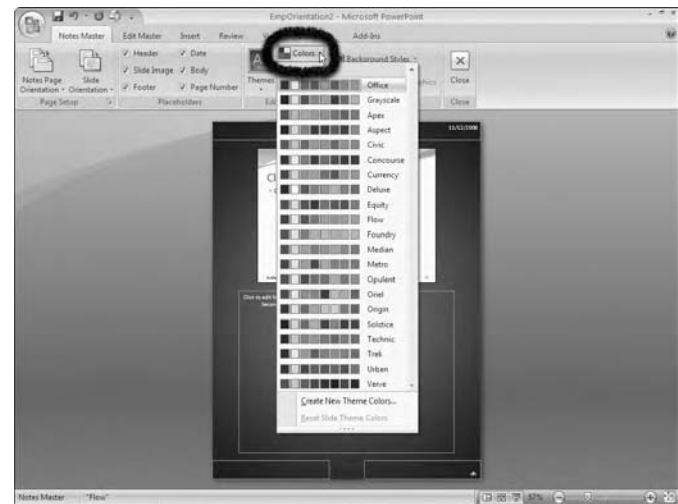 EmpOrientation2 - Microsoft PowerPoint
Notes Master Edit Master Insert Review Add-Ins
Header Date
Slide Image Body
Footer Page Number
Notes Page Orientation
Slide Orientation
Themes
Colors
Background Styles
Close
Page Setup Placeholders Close
Office
Grayscale
Apex
Aspect
Civic
Concourse
Currency
Deluxe
Equity
Flow
Foundry
Median
Metro
Opulent
Oriel
Origin
Solstice
Technic
Trek
Urban
Verve
Create New Theme Colors...
Reset Slide Theme Colors
Notes Master "Flow" 57%